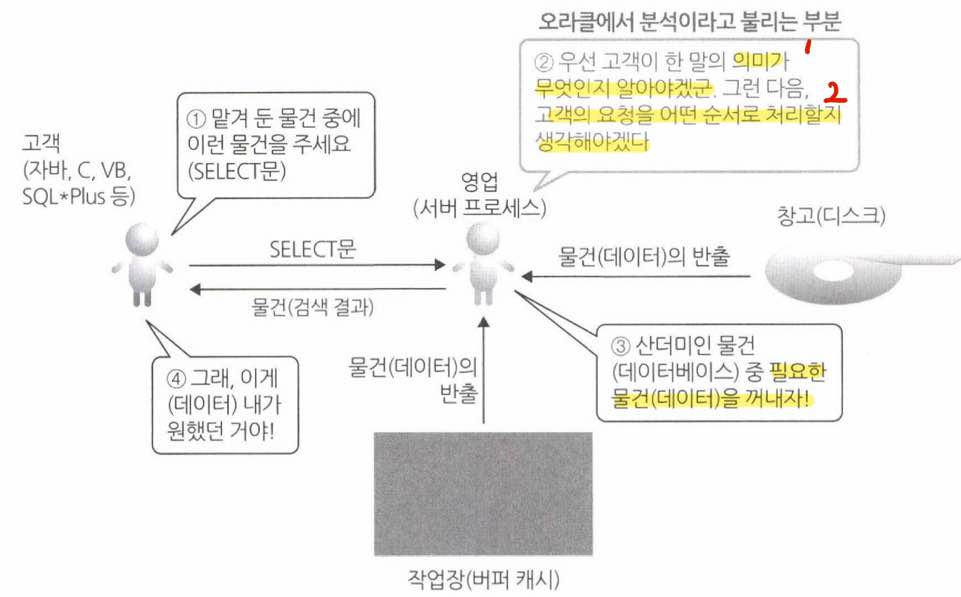 오라클에서 분석이라고 불리는 부분
② 우선 고객이 한 말의 의미가
무엇인지 알아야겠군. 그런 다음,
고객의 요청을 어떤 순서로 처리할지
생각해야겠다
1
2
① 맡겨 둔 물건 중에
이런 물건을 주세요
(SELECT문)
고객
(자바, C, VB,
SQL*Plus 등)
영업
(서버 프로세스)
창고(디스크)
SELECT문
물건(데이터)의 반출
물건(검색 결과)
③ 산더미인 물건
(데이터베이스) 중 필요한
물건(데이터)을 꺼내자!
④ 그래, 이게
(데이터) 내가
원했던 거야!
물건(데이터)의
반출
작업장(버퍼 캐시)